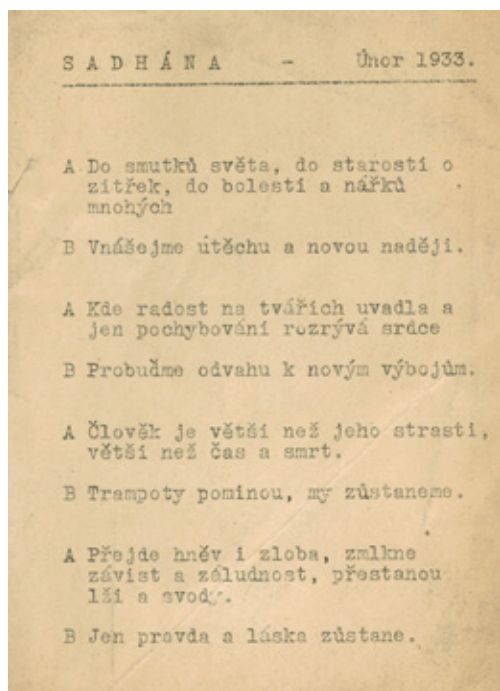 SADHÁNA - Únor 1933.
A Do smutků světa, do starostí o
zítřek, do bolestí a nářků
mnohých
B Vnášejme útěchu a novou naději.
A Kde radost na tvářích uvadla a
jen pochybování rozrývá srdce
B Probuďme odvahu k novým výbojům.
A Člověk je větší než jeho strasti,
větší než čas a smrt.
B Trampoty pominou, my zůstaneme.
A Přejde hněv i zloba, zmlkne
závist a záludnost, přestanou
lži a svody.
B Jen pravda a láska zůstane.